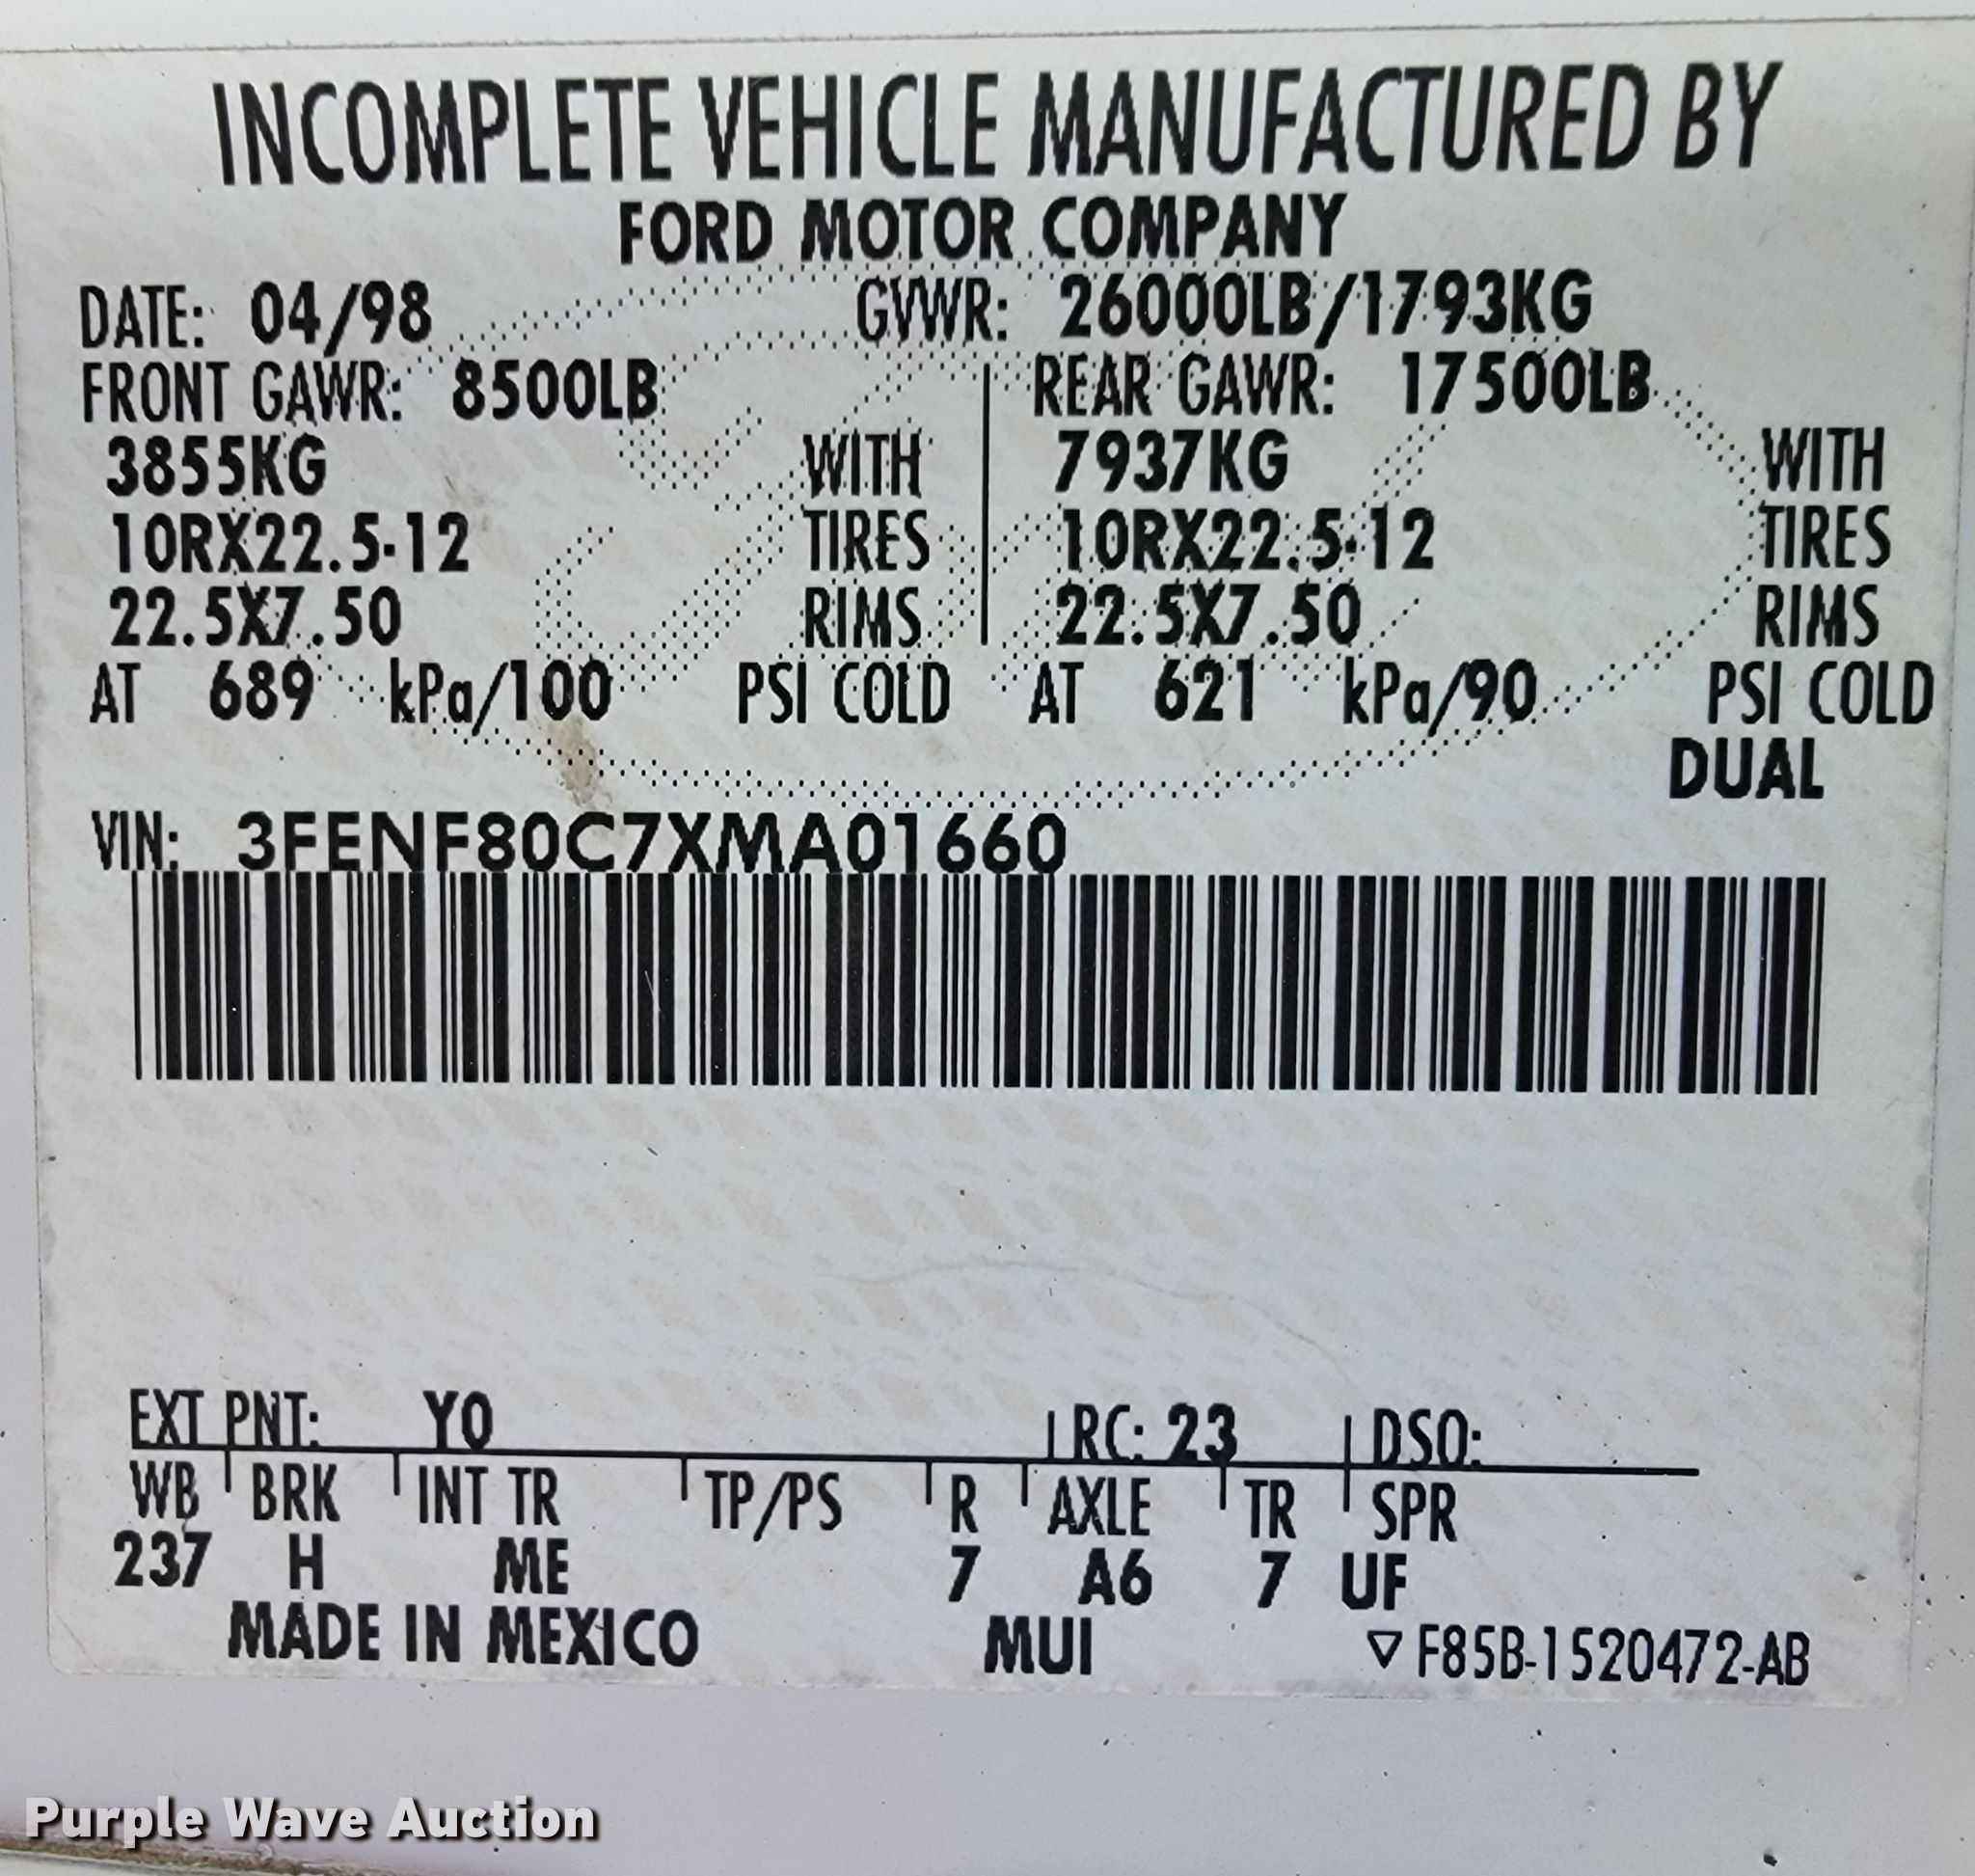 INCOMPLETE VEHICLE MANUFACTURED BY
FORD MOTOR COMPANY
DATE: 04/98 GVWR: 26000LB/1793KG
FRONT GAWR: 8500LB REAR GAWR: 17500LB
3855KG WITH 7937KG WITH
10RX22.5-12 TIRES 10RX22.5-12 TIRES
22.5X7.50 RIMS 22.5X7.50 RIMS
AT 689 kPa/100 PSI COLD AT 621 kPa/90 PSI COLD
DUAL
VIN: 3FENF80C7XMA01660
EXT PNT: YO RC: 23 DSO:
WB BRK INT TR TP/PS R AXLE TR SPR
237 H ME 7 A6 7 UF
MADE IN MEXICO MUI ▽ F85B-1520472-AB
Purple Wave Auction